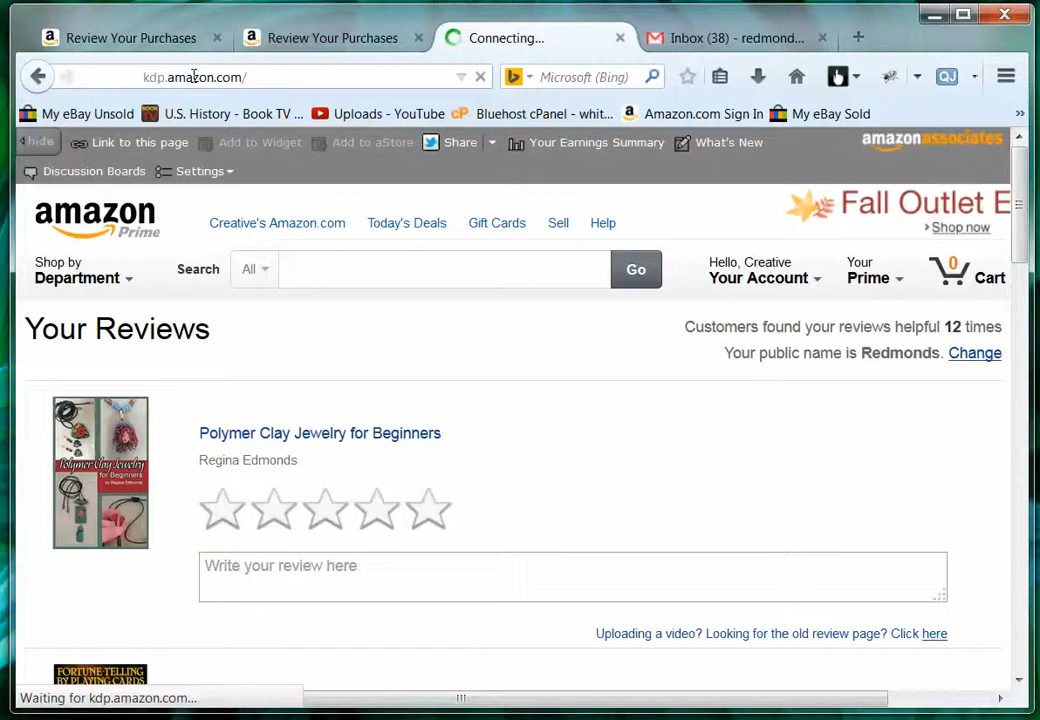 Review Your Purchases
Review Your Purchases
Connecting...
Inbox (38) - redmond...
kdp.amazon.com/
Microsoft (Bing)
QJ
My eBay Unsold
U.S. History - Book TV ...
Uploads - YouTube
cP Bluehost cPanel - whit...
Amazon.com Sign In
My eBay Sold
hide
Link to this page
Add to Widget
Add to aStore
Share
Your Earnings Summary
What's New
amazonassociates
Discussion Boards
Settings
amazon Prime
Creative's Amazon.com
Today's Deals
Gift Cards
Sell
Help
Fall Outlet E
Shop now
Shop by Department
Search
All
Go
Hello, Creative
Your Account
Your Prime
0
Cart
Your Reviews
Customers found your reviews helpful 12 times
Your public name is Redmonds. Change
Polymer Clay Jewelry
for Beginners
by Regina Edmonds
Polymer Clay Jewelry for Beginners
Regina Edmonds
Write your review here
Uploading a video? Looking for the old review page? Click here
FORTUNE-TELLING
BY PLAYING CARDS
Waiting for kdp.amazon.com...